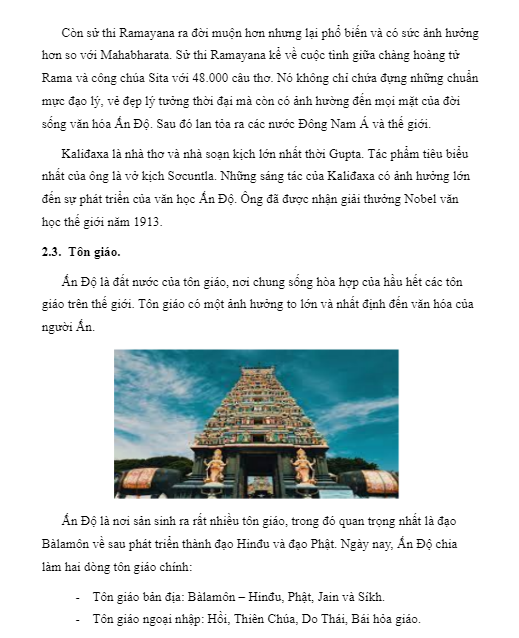 Còn sử thi Ramayana ra đời muộn hơn nhưng lại phổ biến và có sức ảnh hưởng
hơn so với Mahabharata. Sử thi Ramayana kể về cuộc tình giữa chàng hoàng tử
Rama và công chúa Sita với 48.000 câu thơ. Nó không chỉ chứa đựng những chuẩn
mực đạo lý, vẻ đẹp lý tưởng thời đại mà còn có ảnh hưởng đến mọi mặt của đời
sống văn hóa Ấn Độ. Sau đó lan tỏa ra các nước Đông Nam Á và thế giới.
Kaliđaxa là nhà thơ và nhà soạn kịch lớn nhất thời Gupta. Tác phẩm tiêu biểu
nhất của ông là vở kịch Sơcuntla. Những sáng tác của Kaliđaxa có ảnh hưởng lớn
đến sự phát triển của văn học Ấn Độ. Ông đã được nhận giải thưởng Nobel văn
học thế giới năm 1913.
2.3. Tôn giáo.
Ấn Độ là đất nước của tôn giáo, nơi chung sống hòa hợp của hầu hết các tôn
giáo trên thế giới. Tôn giáo có một ảnh hưởng to lớn và nhất định đến văn hóa của
người Ấn.
Ấn Độ là nơi sản sinh ra rất nhiều tôn giáo, trong đó quan trọng nhất là đạo
Bàlamôn về sau phát triển thành đạo Hinđu và đạo Phật. Ngày nay, Ấn Độ chia
làm hai dòng tôn giáo chính:
- Tôn giáo bản địa: Bàlamôn – Hinđu, Phật, Jain và Sikh.
- Tôn giáo ngoại nhập: Hồi, Thiên Chúa, Do Thái, Bái hỏa giáo.